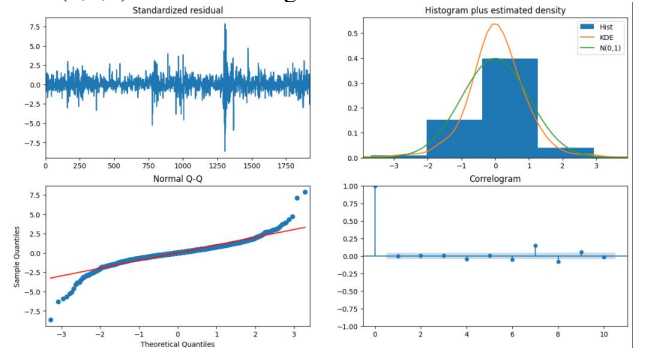 Standardized residual
7.5
5.0
2.5
0.0
−2.5
−5.0
−7.5
0 250 500 750 1000 1250 1500 1750
Histogram plus estimated density
Hist
KDE
N(0,1)
0.5
0.4
0.3
0.2
0.1
0.0
−3 −2 −1 0 1 2 3
Normal Q-Q
Sample Quantiles
7.5
5.0
2.5
0.0
−2.5
−5.0
−7.5
−3 −2 −1 0 1 2 3
Theoretical Quantiles
Correlogram
1.00
0.75
0.50
0.25
0.00
−0.25
−0.50
−0.75
−1.00
0 2 4 6 8 10